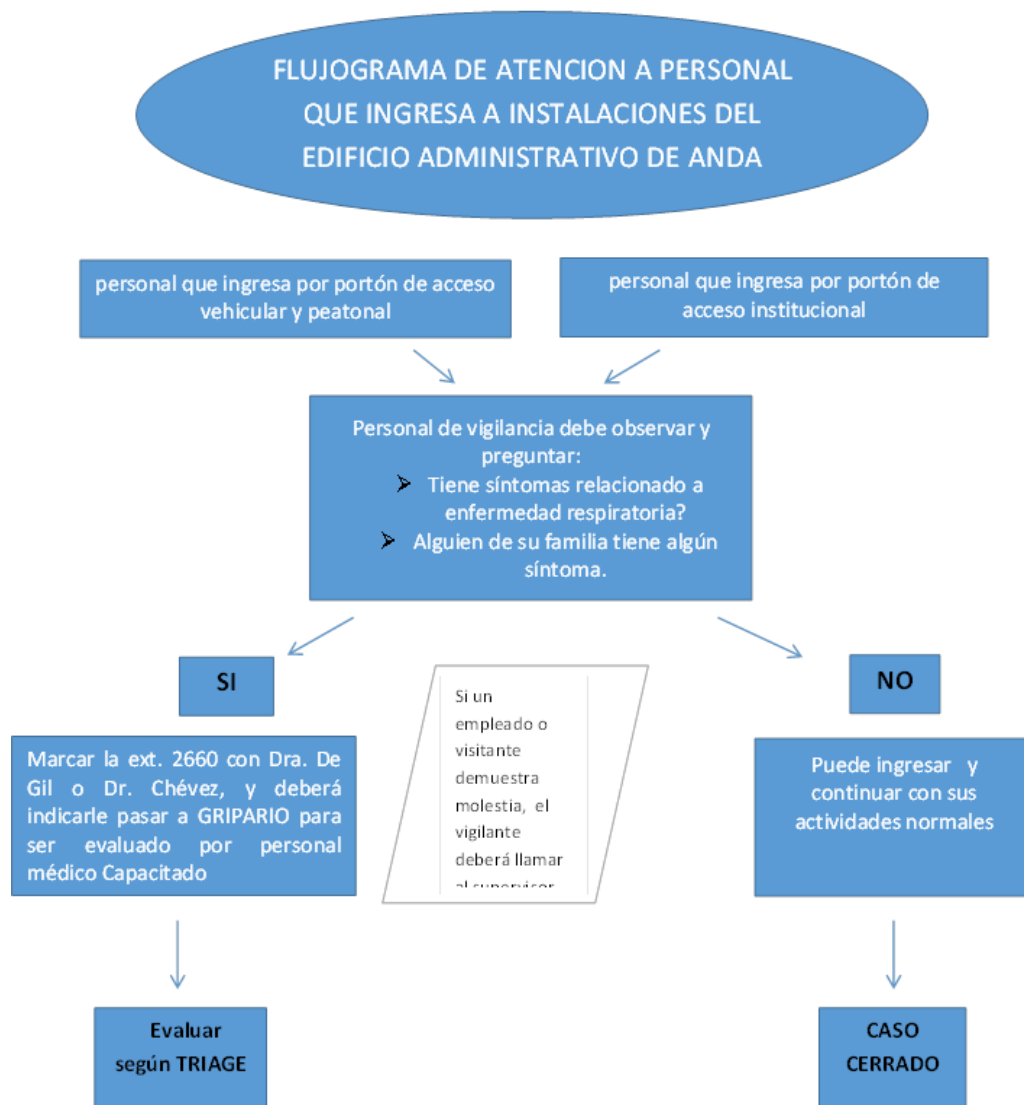 FLUJOGRAMA DE ATENCION A PERSONAL
QUE INGRESA A INSTALACIONES DEL
EDIFICIO ADMINISTRATIVO DE ANDA
personal que ingresa por portón de acceso
vehicular y peatonal
personal que ingresa por portón de
acceso institucional
Personal de vigilancia debe observar y
preguntar:
➤ Tiene síntomas relacionado a
enfermedad respiratoria?
➤ Alguien de su familia tiene algún
síntoma.
SI
NO
Marcar la ext. 2660 con Dra. De
Gil o Dr. Chévez, y deberá
indicarle pasar a GRIPARIO para
ser evaluado por personal
médico Capacitado
Si un
empleado o
visitante
demuestra
molestia, el
vigilante
deberá llamar
al supervisor
Puede ingresar y
continuar con sus
actividades normales
Evaluar
según TRIAGE
CASO
CERRADO